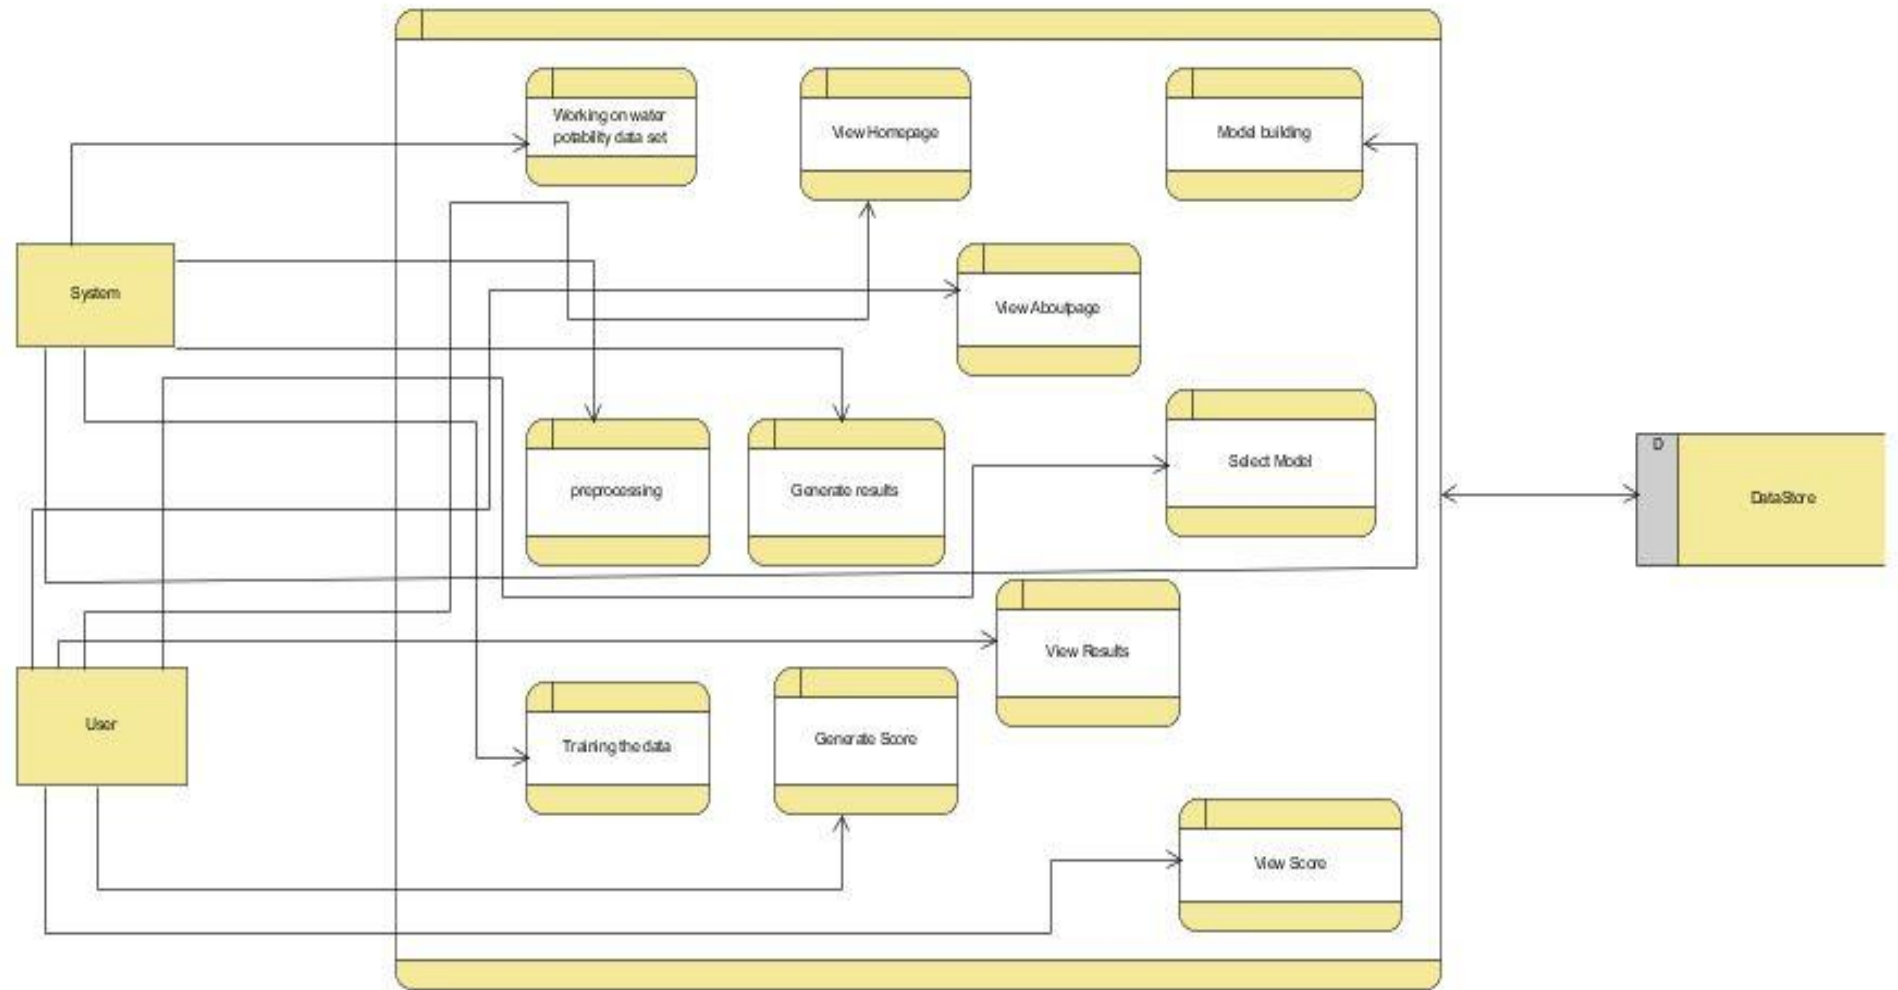 Working on water
potability data set
View Homepage
Model building
System
View Aboutpage
preprocessing
Generate results
Select Model
D
DataStore
View Results
User
Training the data
Generate Score
View Score